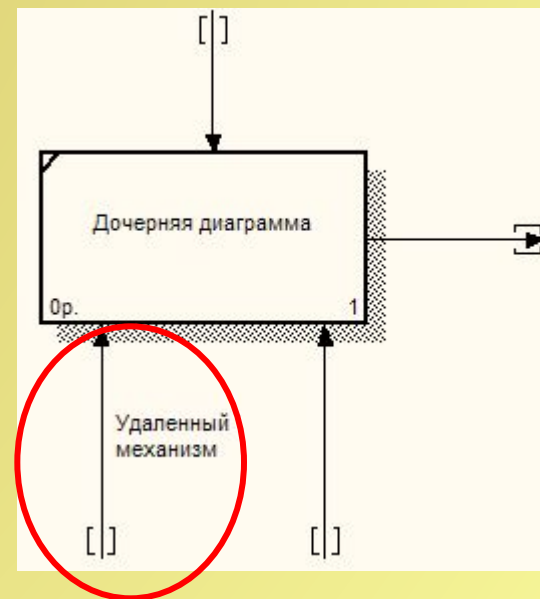 [ ]
Дочерняя диаграмма
0р.
1
[ ]
Удаленный
механизм
[ ]
[ ]